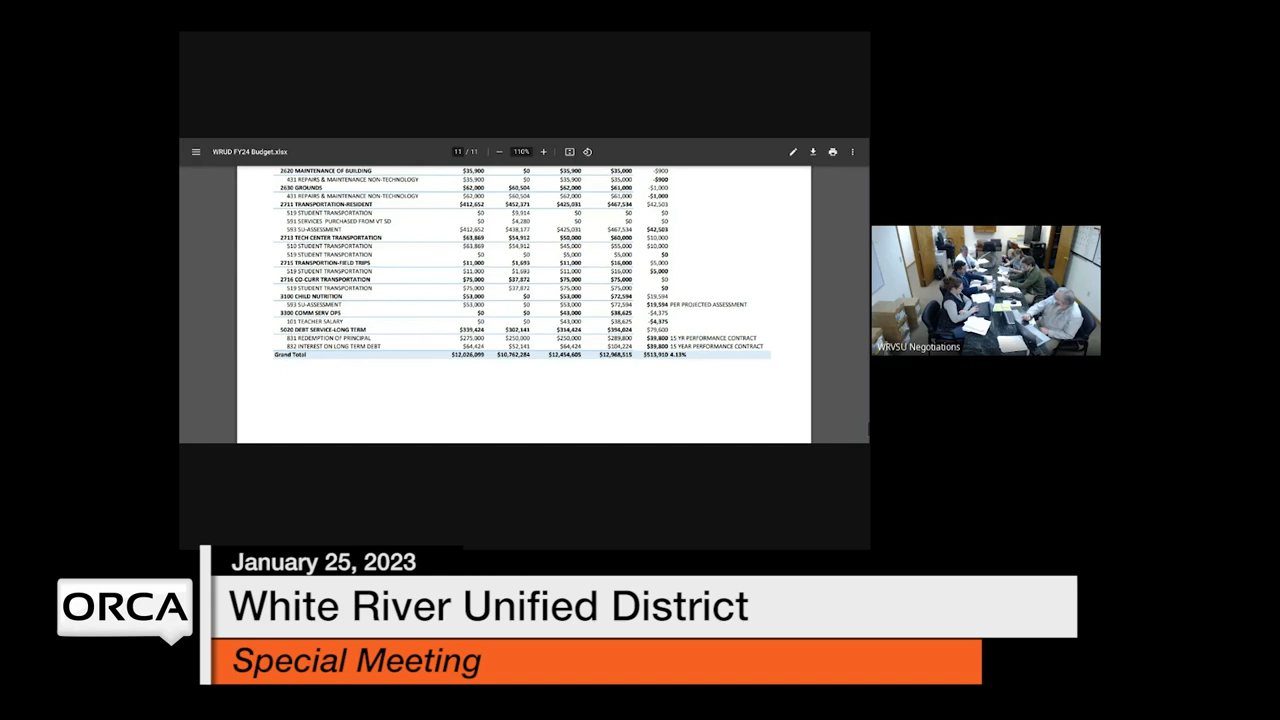 WRUD FY24 Budget.xlsx 11 / 11 110%
2620 MAINTENANCE OF BUILDING $35,900 $0 $35,900 $35,000 -$900
431 REPAIRS & MAINTENANCE NON-TECHNOLOGY $35,900 $0 $35,900 $35,000 -$900
2630 GROUNDS $62,000 $60,504 $62,000 $61,000 -$1,000
431 REPAIRS & MAINTENANCE NON-TECHNOLOGY $62,000 $60,504 $62,000 $61,000 -$1,000
2711 TRANSPORTATION-RESIDENT $412,652 $452,371 $425,031 $467,534 $42,503
519 STUDENT TRANSPORTATION $0 $9,914 $0 $0 $0
591 SERVICES PURCHASED FROM VT SD $0 $4,280 $0 $0 $0
593 SU-ASSESSMENT $412,652 $438,177 $425,031 $467,534 $42,503
2713 TECH CENTER TRANSPORTATION $63,869 $54,912 $50,000 $60,000 $10,000
510 STUDENT TRANSPORTATION $63,869 $54,912 $45,000 $55,000 $10,000
519 STUDENT TRANSPORTATION $0 $0 $5,000 $5,000 $0
2715 TRANSPORTION-FIELD TRIPS $11,000 $1,693 $11,000 $16,000 $5,000
519 STUDENT TRANSPORTATION $11,000 $1,693 $11,000 $16,000 $5,000
2716 CO-CURR TRANSPORTATION $75,000 $37,872 $75,000 $75,000 $0
519 STUDENT TRANSPORTATION $75,000 $37,872 $75,000 $75,000 $0
3100 CHILD NUTRITION $53,000 $0 $53,000 $72,594 $19,594
593 SU-ASSESSMENT $53,000 $0 $53,000 $72,594 $19,594 PER PROJECTED ASSESSMENT
3300 COMM SERV OPS $0 $0 $43,000 $38,625 -$4,375
101 TEACHER SALARY $0 $0 $43,000 $38,625 -$4,375
5020 DEBT SERVICE-LONG TERM $339,424 $302,141 $314,424 $394,024 $79,600
831 REDEMPTION OF PRINCIPAL $275,000 $250,000 $250,000 $289,800 $39,800 15 YR PERFORMANCE CONTRACT
832 INTEREST ON LONG TERM DEBT $64,424 $52,141 $64,424 $104,224 $39,800 15 YEAR PERFORMANCE CONTRACT
Grand Total $12,026,099 $10,762,284 $12,454,605 $12,968,515 $513,910 4.13%
WRVSU Negotiations
January 25, 2023
ORCA
White River Unified District
Special Meeting